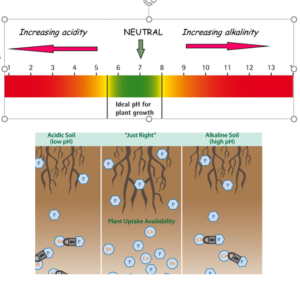 Increasing acidity NEUTRAL Increasing alkalinity
1 2 3 4 5 6 7 8 9 10 11 12 13 1
Ideal pH for
plant growth
Acidic Soil
(low pH)
"Just Right"
Alkaline Soil
(high pH)
Plant Uptake Availability